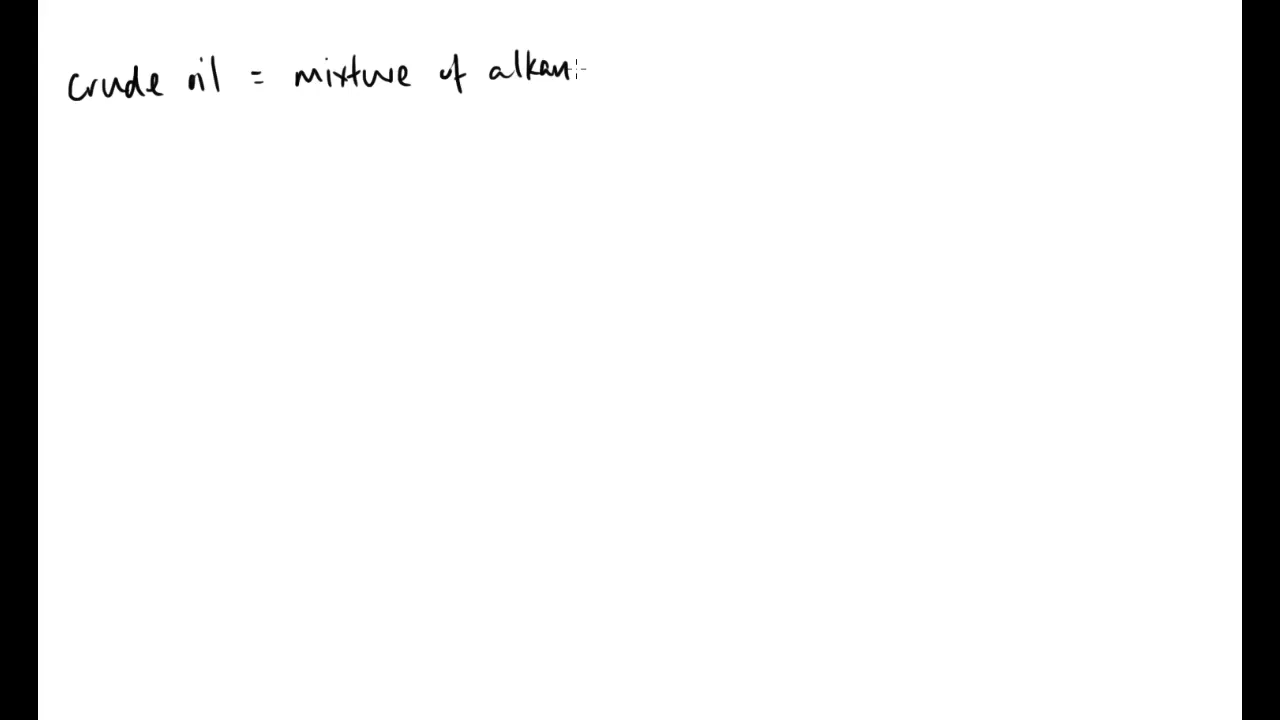 crude oil = mixture of alkan